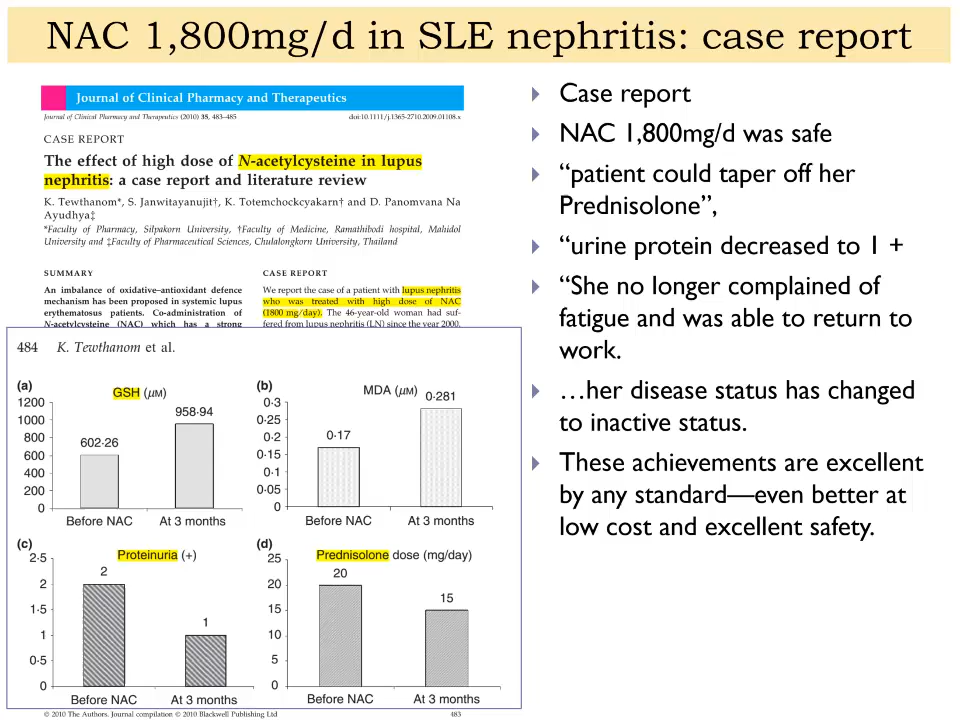 NAC 1,800mg/d in SLE nephritis: case report
Journal of Clinical Pharmacy and Therapeutics
Journal of Clinical Pharmacy and Therapeutics (2010) 35, 483–485
doi:10.1111/j.1365-2710.2009.01108.x
CASE REPORT
The effect of high dose of N-acetylcysteine in lupus
nephritis: a case report and literature review
K. Tewthanom*, S. Janwitayanujit†, K. Totemchockcyakarn† and D. Panomvana Na
Ayudhya‡
*Faculty of Pharmacy, Silpakorn University, †Faculty of Medicine, Ramathibodi hospital, Mahidol
University and ‡Faculty of Pharmaceutical Sciences, Chulalongkorn University, Thailand
SUMMARY
An imbalance of oxidative–antioxidant defence
mechanism has been proposed in systemic lupus
erythematosus patients. Co-administration of
N-acetylcysteine (NAC) which has a strong
CASE REPORT
We report the case of a patient with lupus nephritis
who was treated with high dose of NAC
(1800 mg/day). The 46-year-old woman had suf-
fered from lupus nephritis (LN) since the year 2000.
484 K. Tewthanom et al.
(a)
GSH (μM)
1200
1000
800
600
400
200
0
602·26
958·94
Before NAC
At 3 months
(b)
MDA (μM)
0·3
0·25
0·2
0·15
0·1
0·05
0
0·17
0·281
Before NAC
At 3 months
(c)
Proteinuria (+)
2·5
2
1·5
1
0·5
0
2
1
Before NAC
At 3 months
(d)
Prednisolone dose (mg/day)
25
20
15
10
5
0
20
15
Before NAC
At 3 months
© 2010 The Authors. Journal compilation © 2010 Blackwell Publishing Ltd
483
Case report
NAC 1,800mg/d was safe
“patient could taper off her
Prednisolone”,
“urine protein decreased to 1 +
“She no longer complained of
fatigue and was able to return to
work.
…her disease status has changed
to inactive status.
These achievements are excellent
by any standard—even better at
low cost and excellent safety.